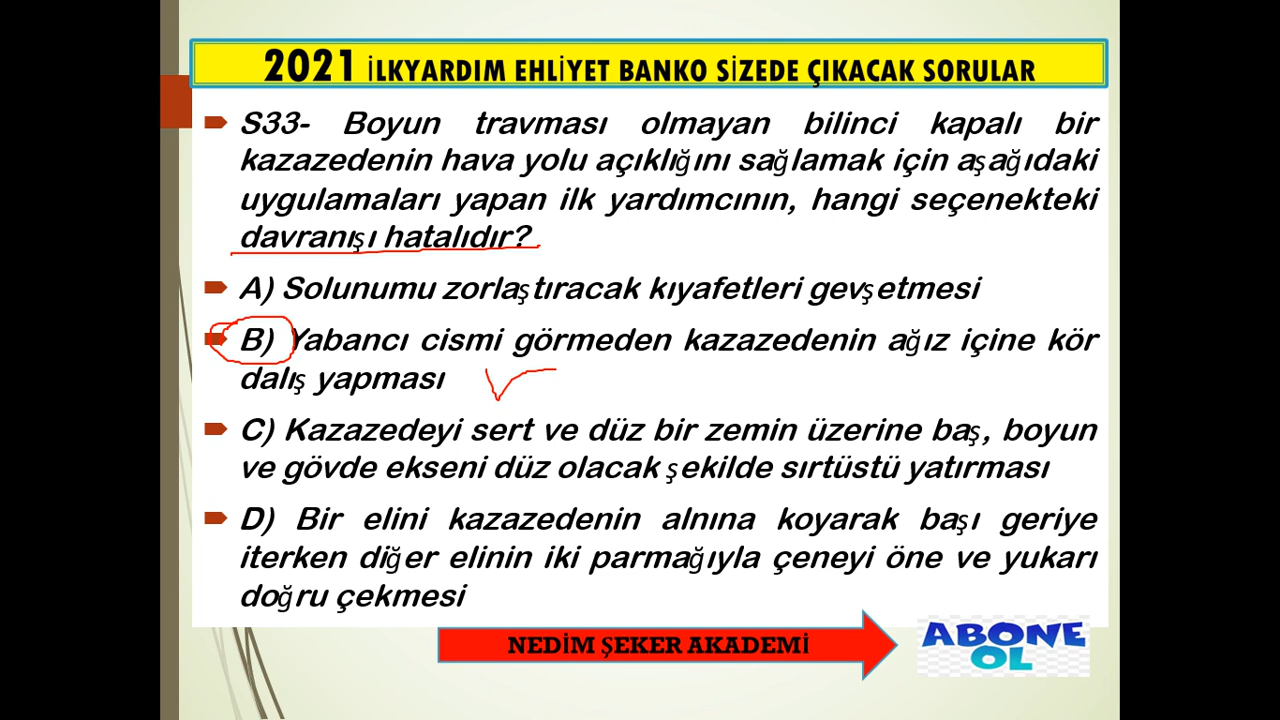 2021 İLKYARDIM EHLİYET BANKO SİZEDE ÇIKACAK SORULAR
S33- Boyun travması olmayan bilinci kapalı bir
kazazedenin hava yolu açıklığını sağlamak için aşağıdaki
uygulamaları yapan ilk yardımcının, hangi seçenekteki
davranışı hatalıdır?
A) Solunumu zorlaştıracak kıyafetleri gevşetmesi
B) Yabancı cismi görmeden kazazedenin ağız içine kör
dalış yapması
C) Kazazedeyi sert ve düz bir zemin üzerine baş, boyun
ve gövde ekseni düz olacak şekilde sırtüstü yatırması
D) Bir elini kazazedenin alnına koyarak başı geriye
iterken diğer elinin iki parmağıyla çeneyi öne ve yukarı
doğru çekmesi
NEDİM ŞEKER AKADEMİ
ABONE
OL